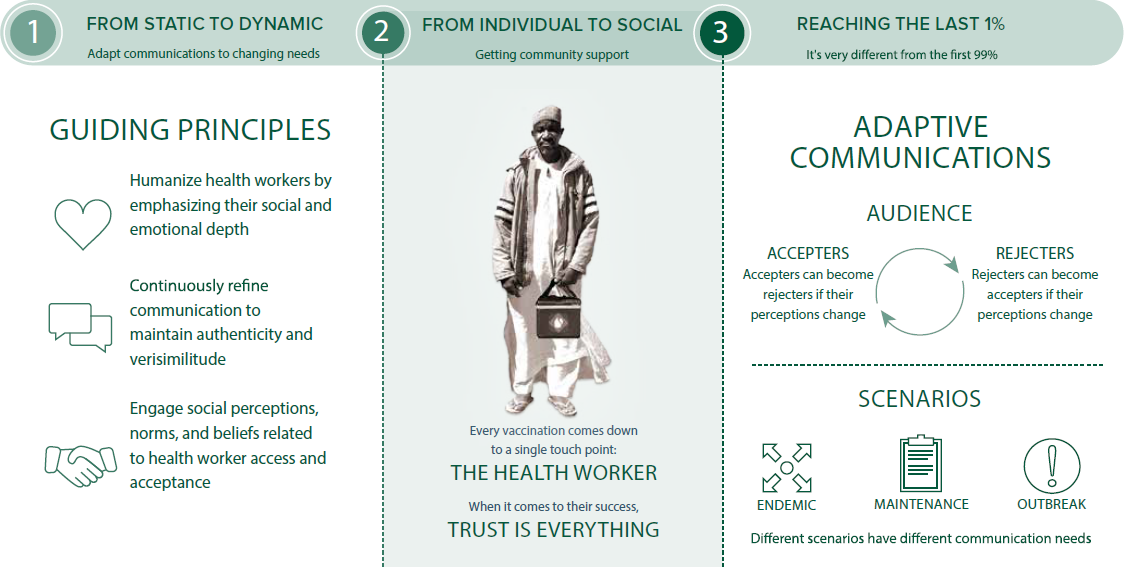 1
FROM STATIC TO DYNAMIC
Adapt communications to changing needs
2
FROM INDIVIDUAL TO SOCIAL
Getting community support
3
REACHING THE LAST 1%
It's very different from the first 99%
GUIDING PRINCIPLES
Humanize health workers by
emphasizing their social and
emotional depth
Continuously refine
communication to
maintain authenticity and
verisimilitude
Engage social perceptions,
norms, and beliefs related
to health worker access and
acceptance
Every vaccination comes down
to a single touch point:
THE HEALTH WORKER
When it comes to their success,
TRUST IS EVERYTHING
ADAPTIVE
COMMUNICATIONS
AUDIENCE
ACCEPTERS
Accepters can become
rejecters if their
perceptions change
REJECTERS
Rejecters can become
accepters if their
perceptions change
SCENARIOS
ENDEMIC
MAINTENANCE
OUTBREAK
Different scenarios have different communication needs